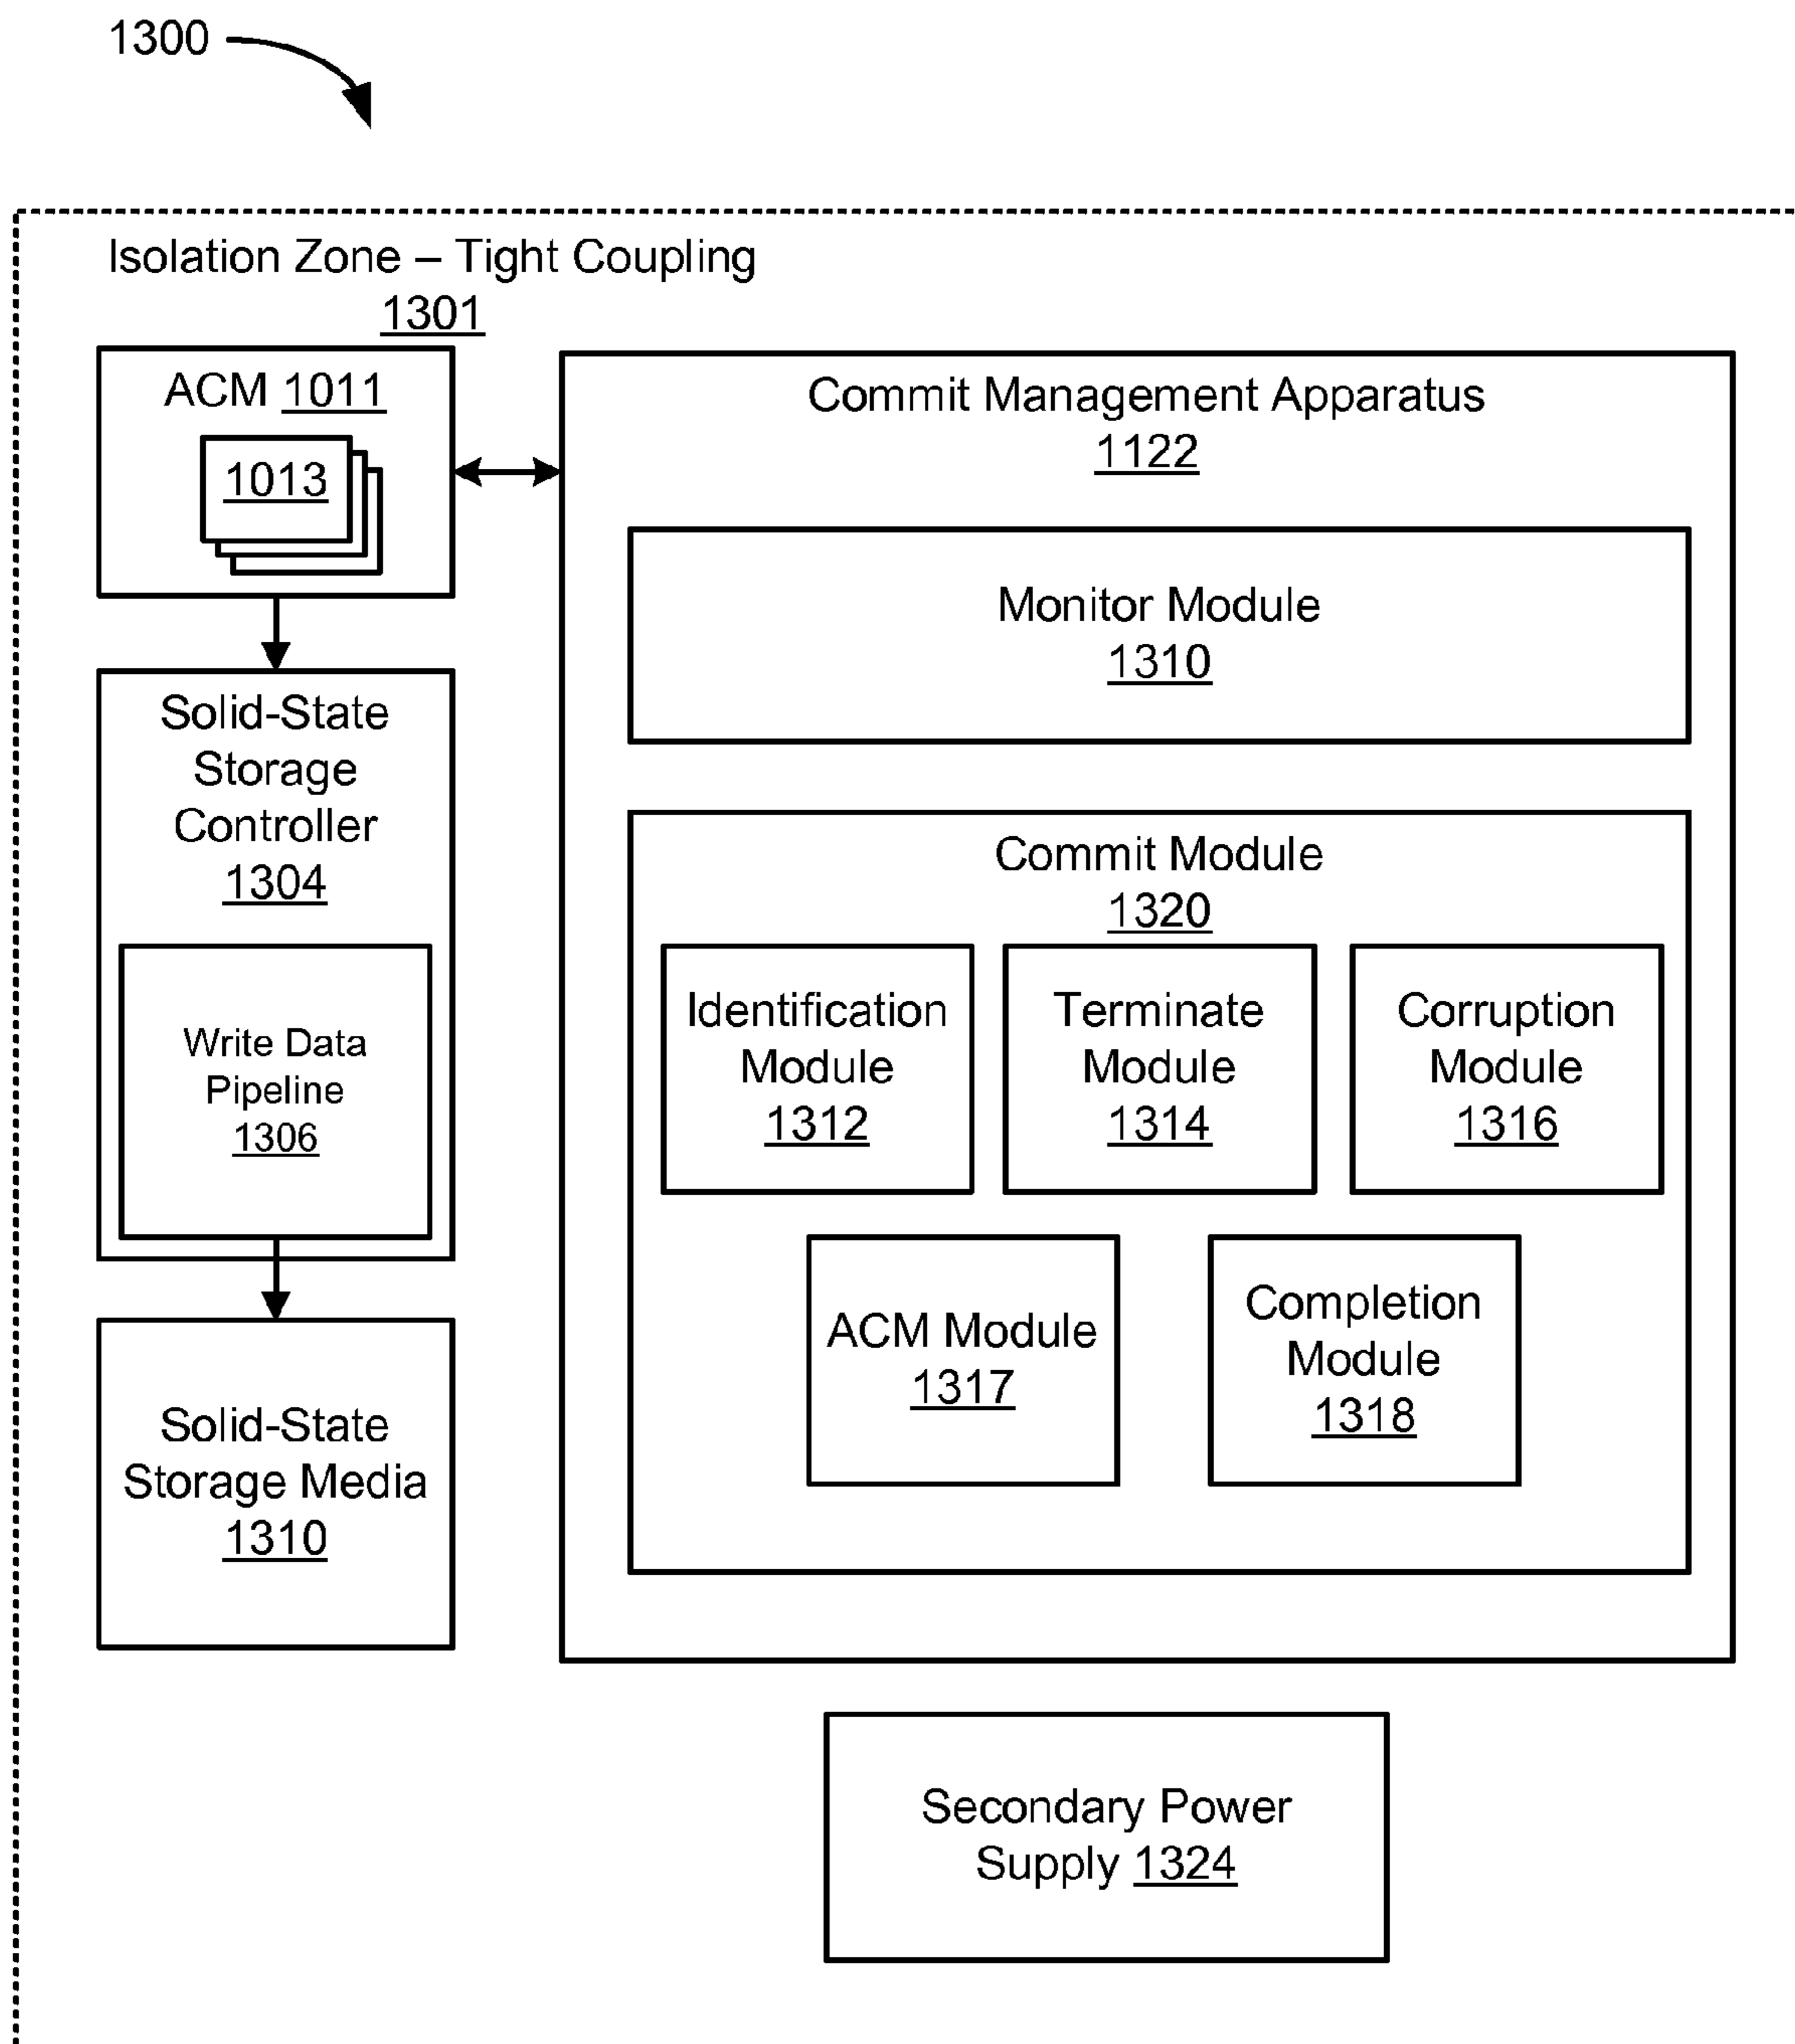 1300
Isolation Zone – Tight Coupling
1301
ACM 1011
1013
Solid-State
Storage
Controller
1304
Write Data
Pipeline
1306
Solid-State
Storage Media
1310
Commit Management Apparatus
1122
Monitor Module
1310
Commit Module
1320
Identification
Module
1312
Terminate
Module
1314
Corruption
Module
1316
ACM Module
1317
Completion
Module
1318
Secondary Power
Supply 1324